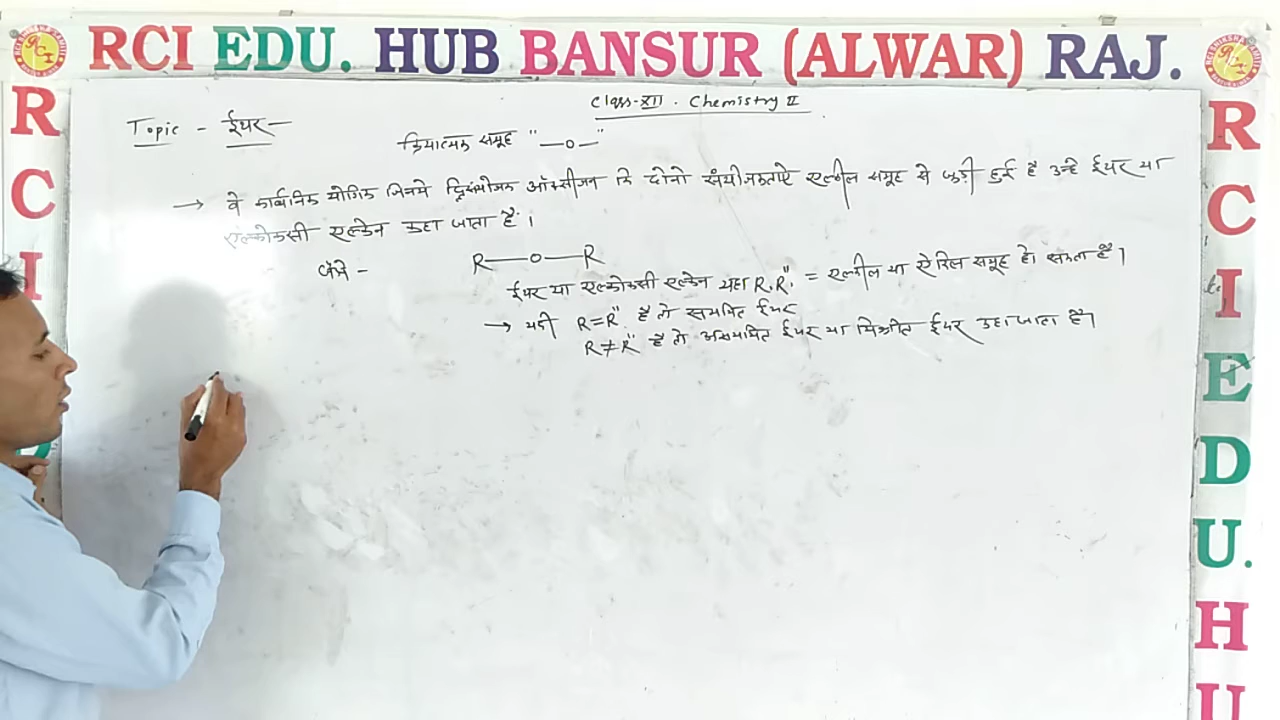 RCI EDU. HUB BANSUR (ALWAR) RAJ.
Class-XII. Chemistry II
Topic - ईथर—
क्रियात्मक समूह "—o—"
→ वे कार्बनिक यौगिक जिनमे द्विसंयोजक ऑक्सीजन कि दोनो संयोजकताऐ एल्कील समूह से जुड़ी हुई है उन्हे ईथर या
एल्कोक्सी एल्केन कहा जाता है।
जैसे - R—o—R
ईथर या एल्कोक्सी एल्केन यहा R, R" = एल्कील या ऐरिल समूह हो सकता है।
→ यदी R=R" है तो सममित ईथर
R≠R" है तो असममित ईथर या मिश्रीत ईथर कहा जाता है।
R
C
I
R
C
I
E
D
U.
H
U